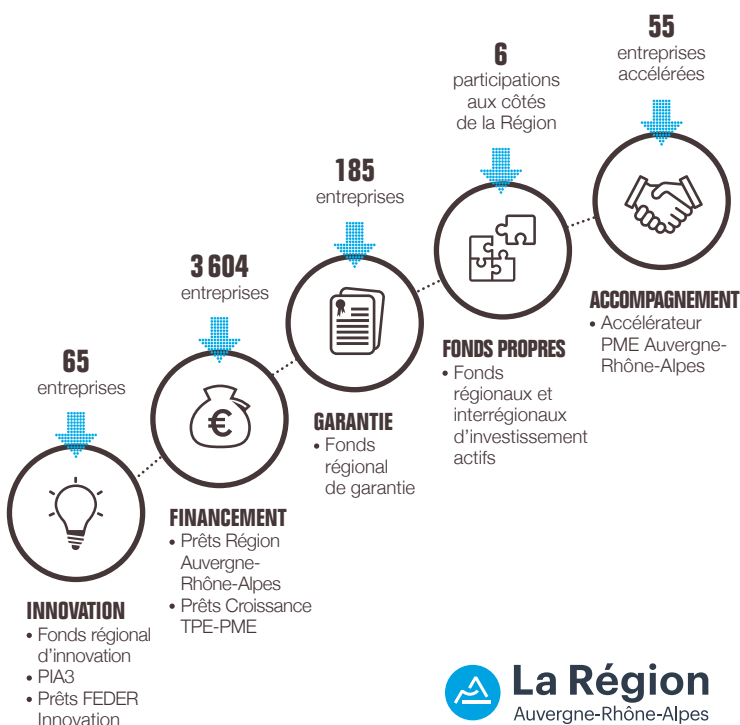 65
entreprises
INNOVATION
• Fonds régional
d'innovation
• PIA3
• Prêts FEDER
Innovation
3 604
entreprises
FINANCEMENT
• Prêts Région
Auvergne-
Rhône-Alpes
• Prêts Croissance
TPE-PME
185
entreprises
GARANTIE
• Fonds
régional
de garantie
6
participations
aux côtés
de la Région
FONDS PROPRES
• Fonds
régionaux et
interrégionaux
d'investissement
actifs
55
entreprises
accélérées
ACCOMPAGNEMENT
• Accélérateur
PME Auvergne-
Rhône-Alpes
€
La Région
Auvergne-Rhône-Alpes